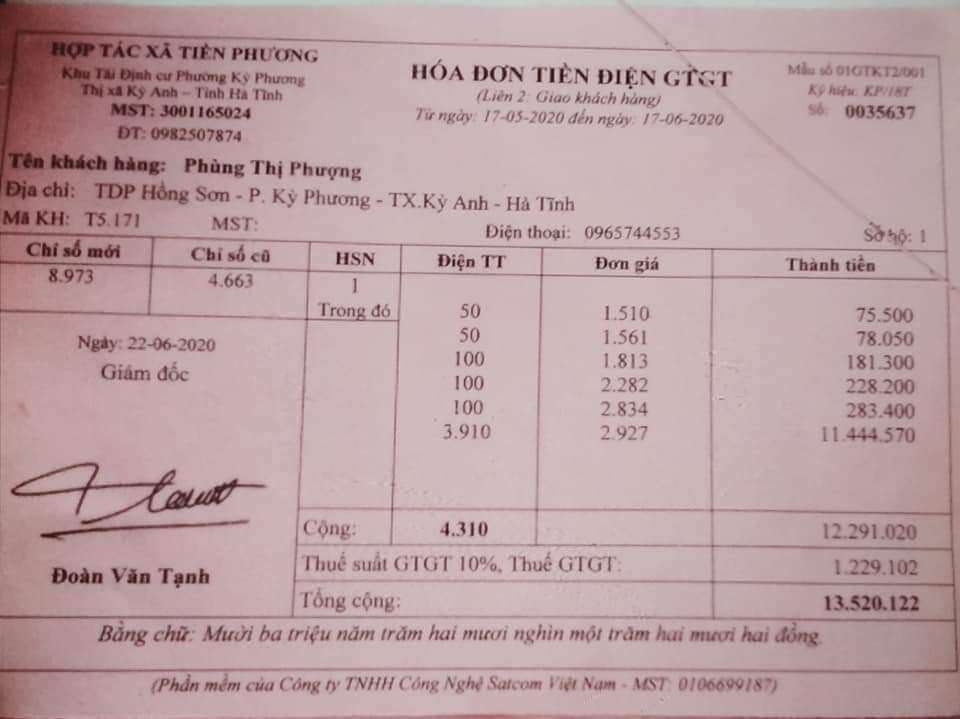 HỢP TÁC XÃ TIÊN PHƯƠNG
Khu Tái Định cư Phường Kỳ Phương
Thị xã Kỳ Anh – Tỉnh Hà Tĩnh
MST: 3001165024
ĐT: 0982507874
HÓA ĐƠN TIỀN ĐIỆN GTGT
(Liên 2: Giao khách hàng)
Từ ngày: 17-05-2020 đến ngày: 17-06-2020
Mẫu số 01GTKT2/001
Ký hiệu: KP/18T
Số: 0035637
Tên khách hàng: Phùng Thị Phượng
Địa chỉ: TDP Hồng Sơn - P. Kỳ Phương - TX.Kỳ Anh - Hà Tĩnh
Mã KH: T5.171 MST: Điện thoại: 0965744553 Số hộ: 1
Chỉ số mới Chỉ số cũ HSN Điện TT Đơn giá Thành tiền
8.973 4.663 1
Trong đó 50 1.510 75.500
50 1.561 78.050
100 1.813 181.300
100 2.282 228.200
100 2.834 283.400
3.910 2.927 11.444.570
Ngày: 22-06-2020
Giám đốc
Đoàn Văn Tạnh
Cộng: 4.310 12.291.020
Thuế suất GTGT 10%, Thuế GTGT: 1.229.102
Tổng cộng: 13.520.122
Bằng chữ: Mười ba triệu năm trăm hai mươi nghìn một trăm hai mươi hai đồng.
(Phần mềm của Công ty TNHH Công Nghệ Satcom Việt Nam - MST: 0106699187)